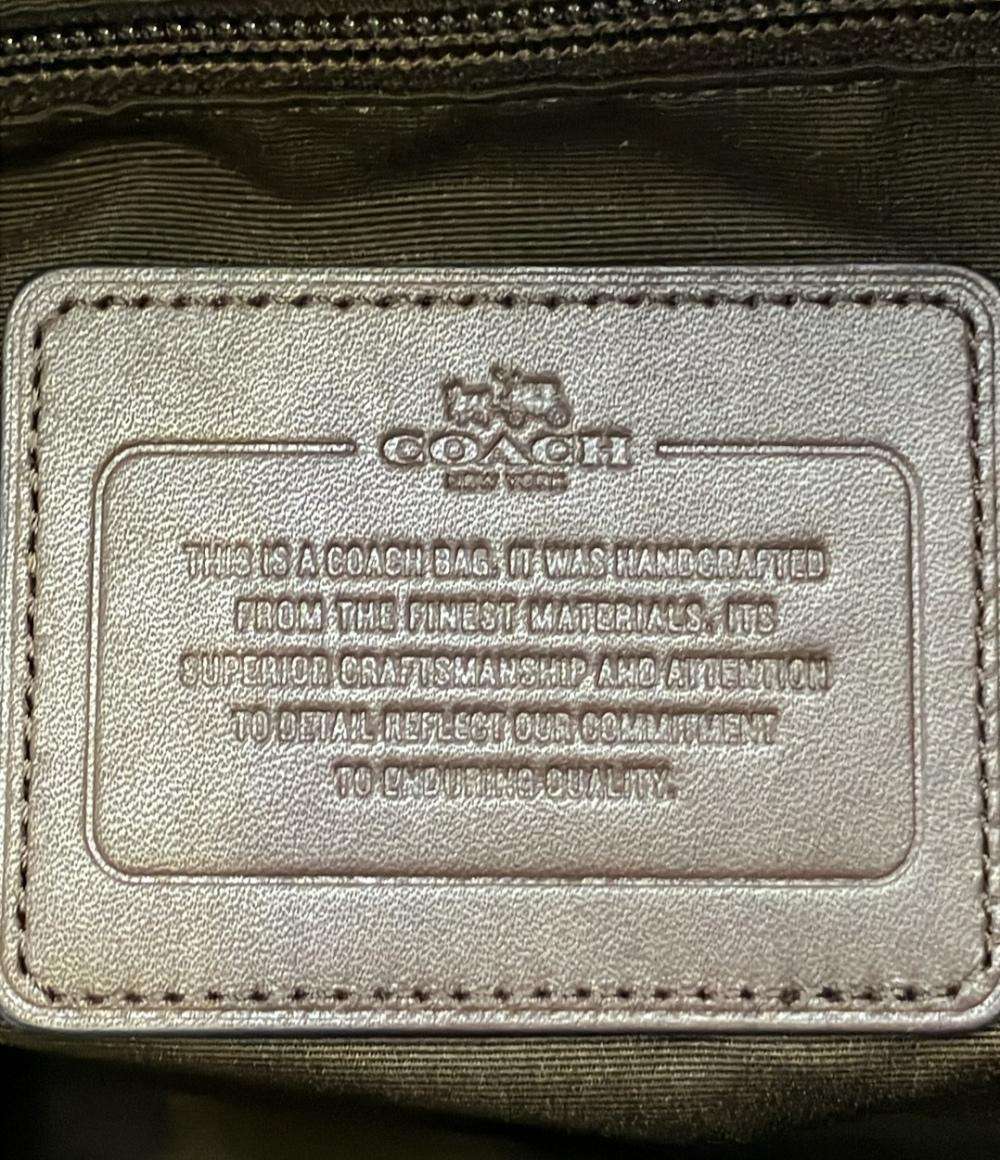 COACH
NEW YORK
THIS IS A COACH BAG. IT WAS HANDCRAFTED
FROM THE FINEST MATERIALS. ITS
SUPERIOR CRAFTSMANSHIP AND ATTENTION
TO DETAIL REFLECT OUR COMMITMENT
TO ENDURING QUALITY.